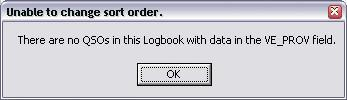 Unable to change sort order.
There are no QSOs in this Logbook with data in the VE_PROV field.
OK